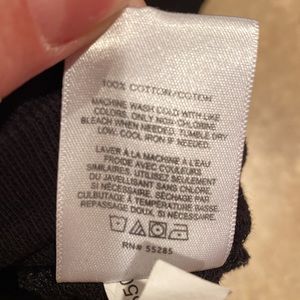 100% COTTON/COTON
MACHINE WASH COLD WITH LIKE
COLORS, ONLY NON-CHLORINE
BLEACH WHEN NEEDED. TUMBLE DRY
LOW. COOL IRON IF NEEDED.
LAVER À LA MACHINE À L'EAU
FROIDE AVEC COULEURS
SIMILAIRES. UTILISEZ SEULEMENT
DU JAVELLISANT SANS CHLORE
SI NÉCESSAIRE. SÉCHAGE PAR
CULBUTAGE À TEMPÉRATURE BASSE.
REPASSAGE DOUX, SI NÉCESSAIRE.
RN# 55285